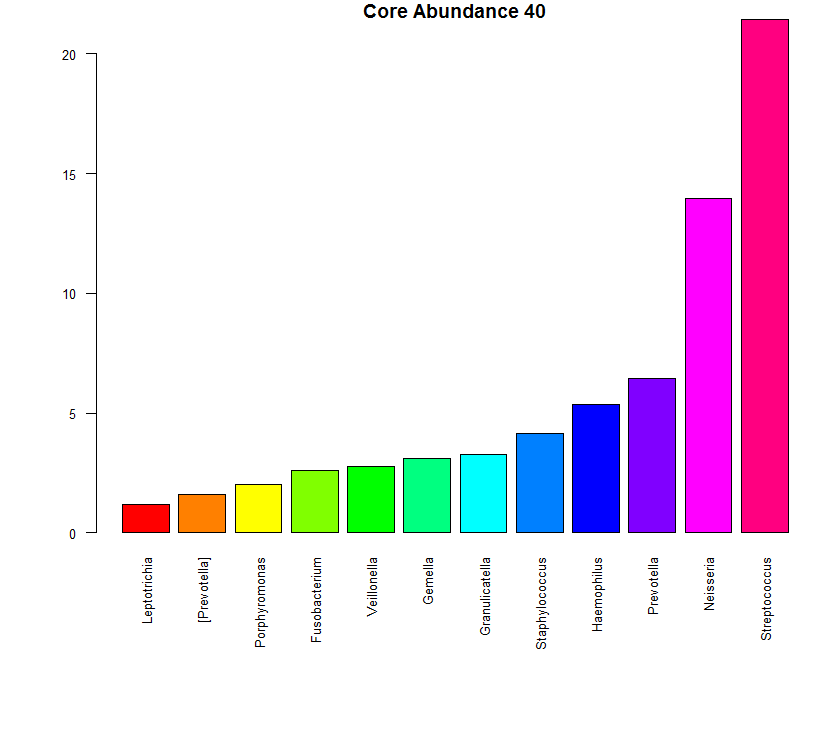 Core Abundance 40
20
15
10
5
0
Leptotrichia
[Prevotella]
Porphyromonas
Fusobacterium
Veillonella
Gemella
Granulicatella
Staphylococcus
Haemophilus
Prevotella
Neisseria
Streptococcus